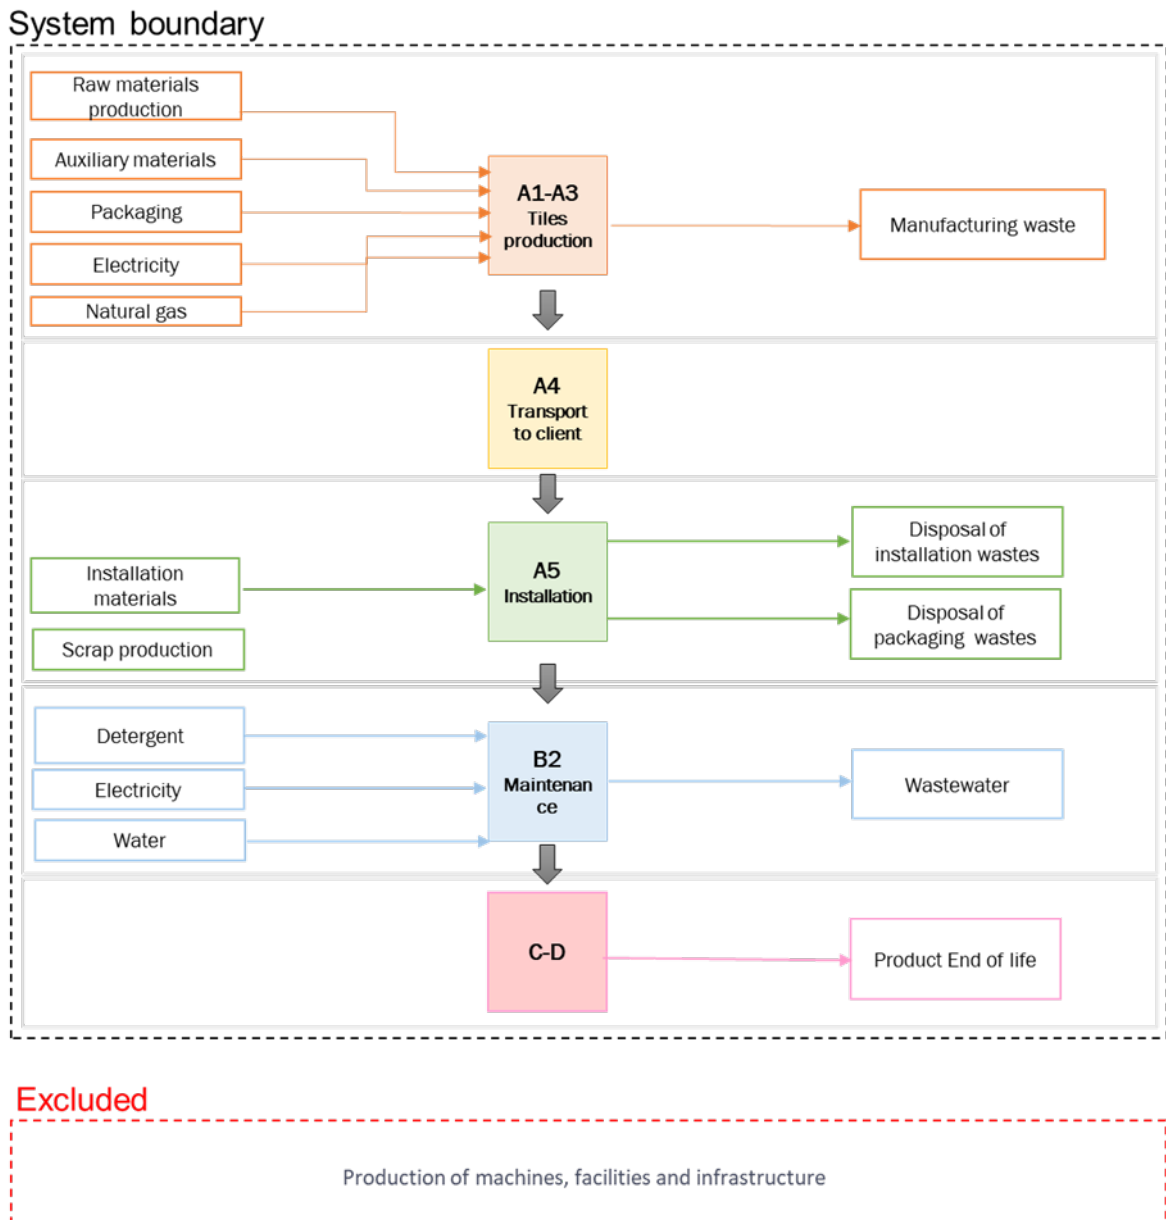 System boundary
Raw materials
production
Auxiliary materials
Packaging
Electricity
Natural gas
A1-A3
Tiles
production
Manufacturing waste
A4
Transport
to client
Installation
materials
Scrap production
A5
Installation
Disposal of
installation wastes
Disposal of
packaging wastes
Detergent
Electricity
Water
B2
Maintenan
ce
Wastewater
C-D
Product End of life
Excluded
Production of machines, facilities and infrastructure